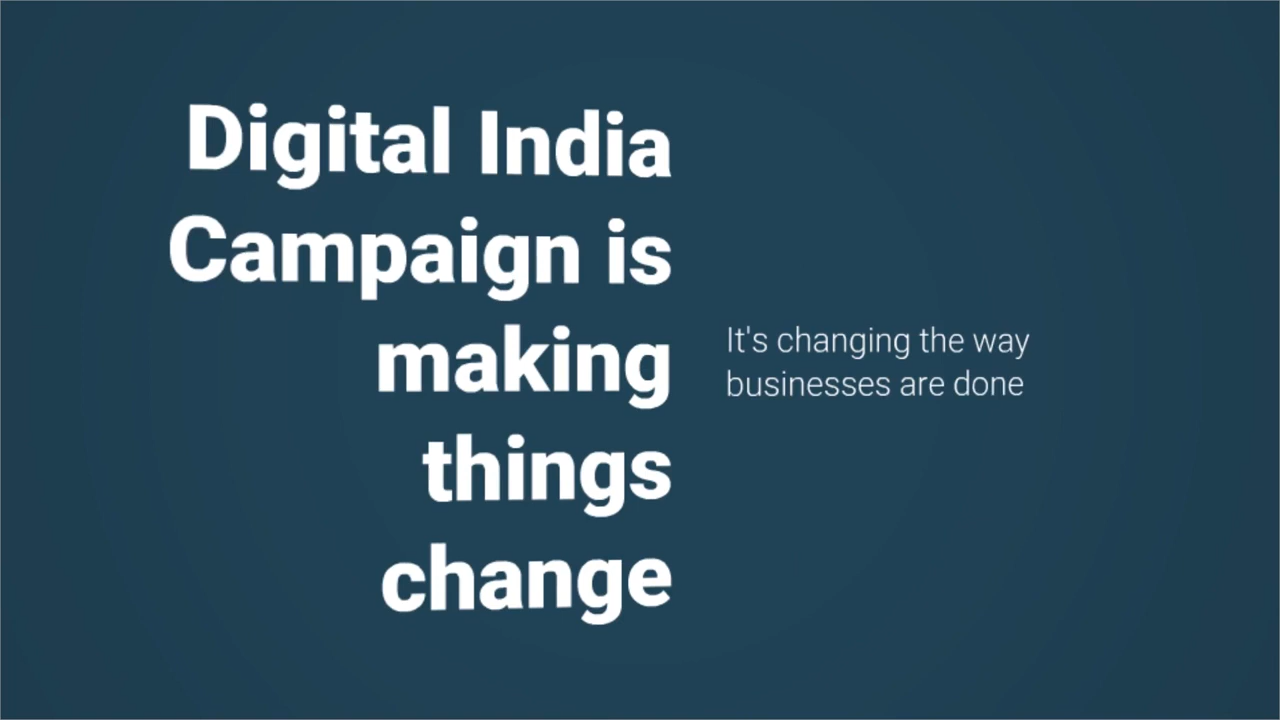 Digital India
Campaign is
making
things
change
It's changing the way
businesses are done